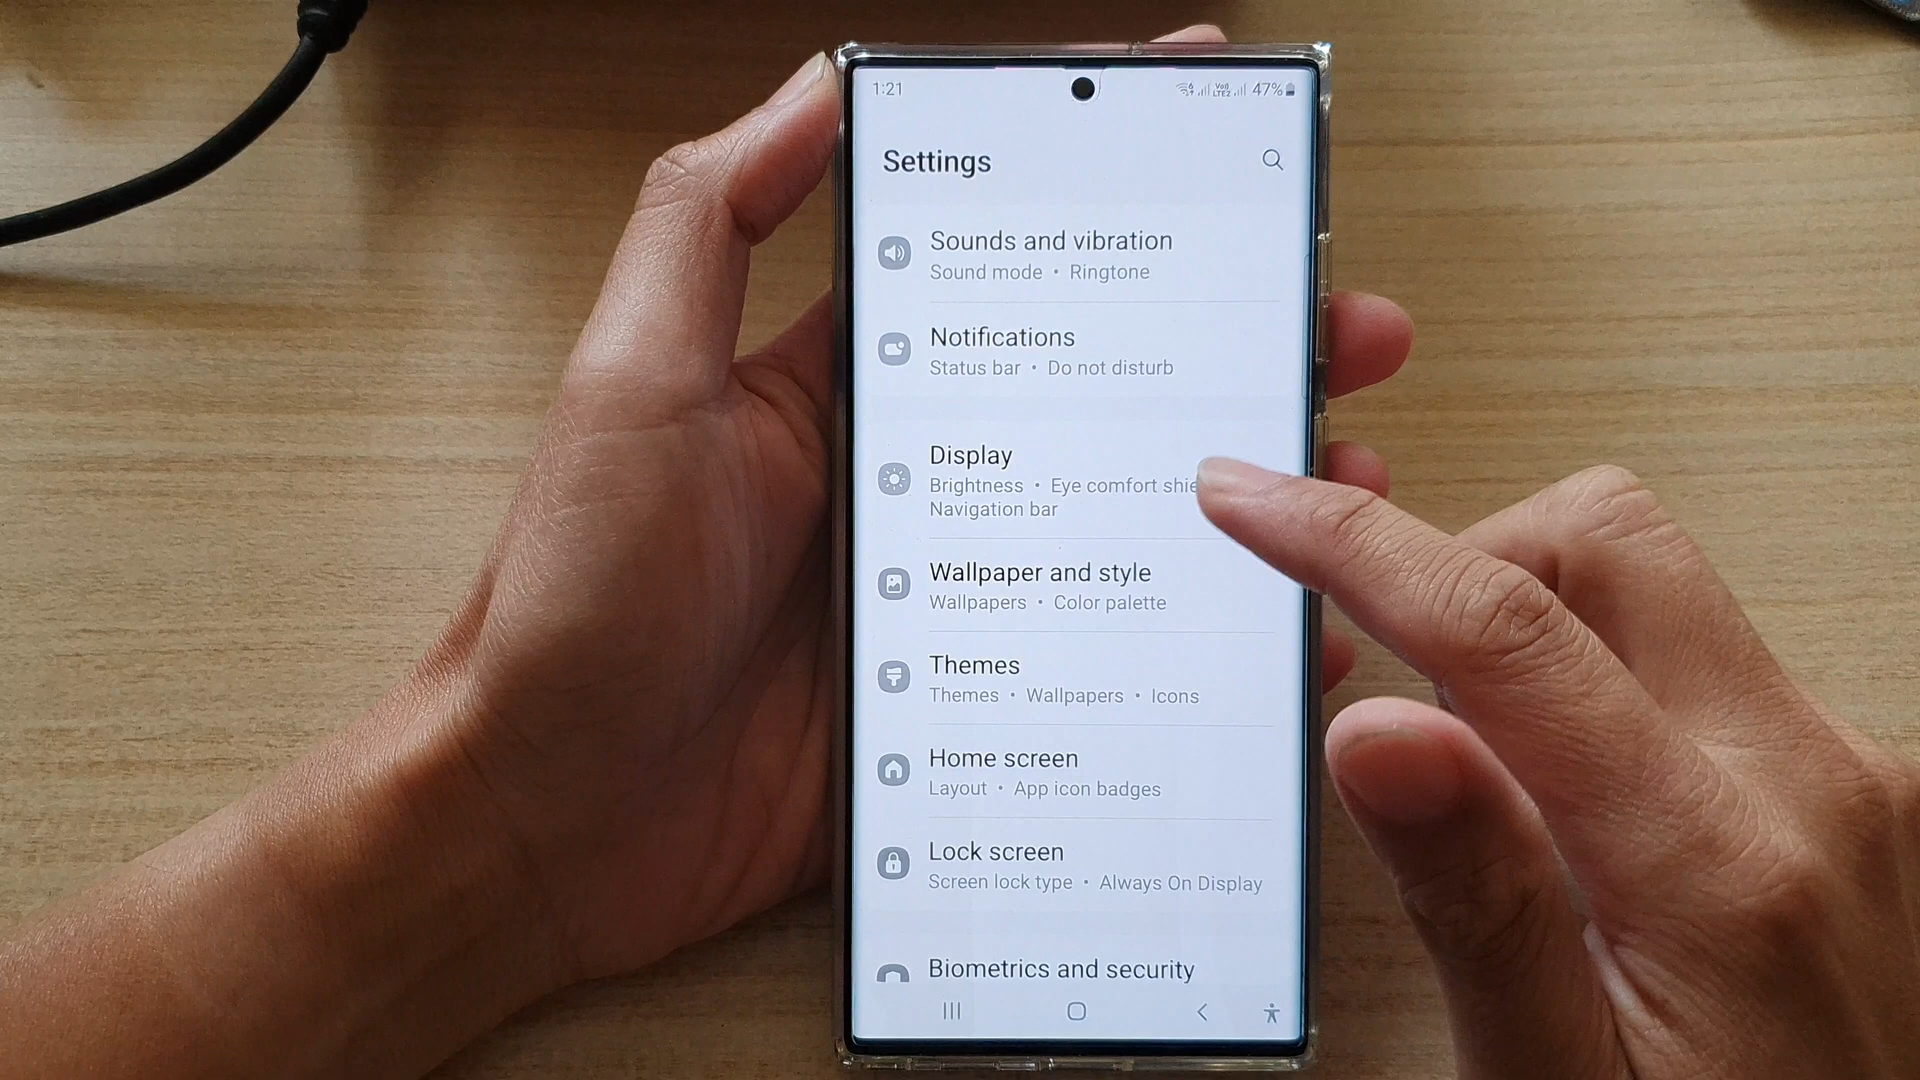 1:21
Vo)) LTE2 47%
Settings
Sounds and vibration
Sound mode • Ringtone
Notifications
Status bar • Do not disturb
Display
Brightness • Eye comfort shie
Navigation bar
Wallpaper and style
Wallpapers • Color palette
Themes
Themes • Wallpapers • Icons
Home screen
Layout • App icon badges
Lock screen
Screen lock type • Always On Display
Biometrics and security